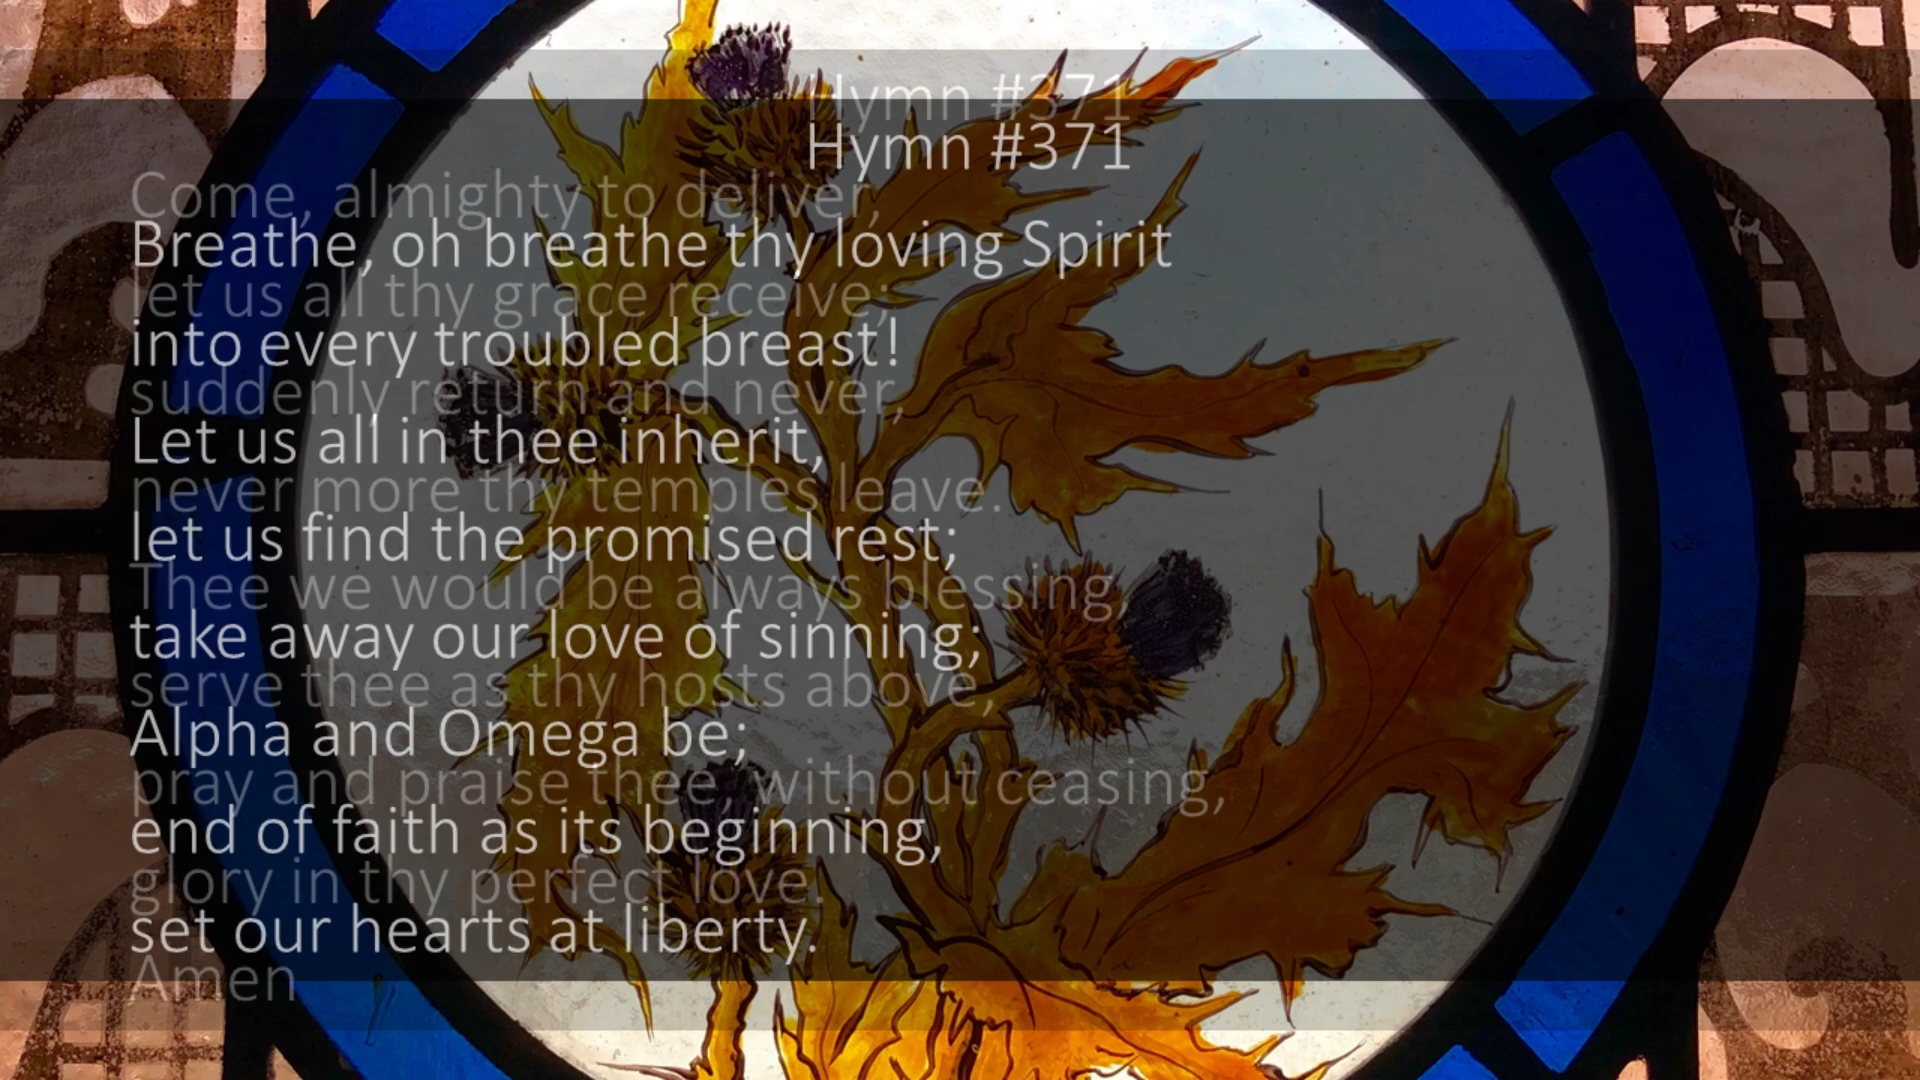 Hymn #371
Hymn #371
Come, almighty to deliver,
Breathe, oh breathe thy loving Spirit
let us all thy grace receive;
into every troubled breast!
suddenly return and never,
Let us all in thee inherit,
never more thy temples leave.
let us find the promised rest;
Thee we would be always blessing,
take away our love of sinning;
serve thee as thy hosts above,
Alpha and Omega be;
pray and praise thee, without ceasing,
end of faith as its beginning,
glory in thy perfect love.
set our hearts at liberty.
Amen